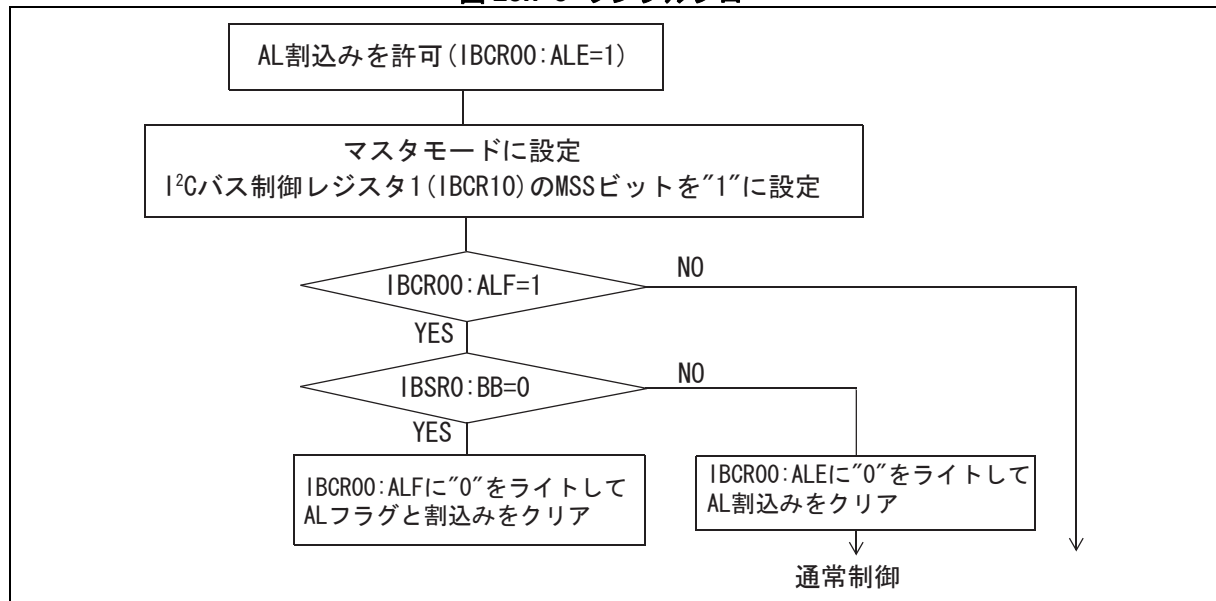 AL割込みを許可(IBCR00:ALE=1)
マスタモードに設定
I²Cバス制御レジスタ1(IBCR10)のMSSビットを"1"に設定
IBCR00:ALF=1
NO
YES
IBSR0:BB=0
NO
YES
IBCR00:ALFに"0"をライトして
ALフラグと割込みをクリア
IBCR00:ALEに"0"をライトして
AL割込みをクリア
通常制御